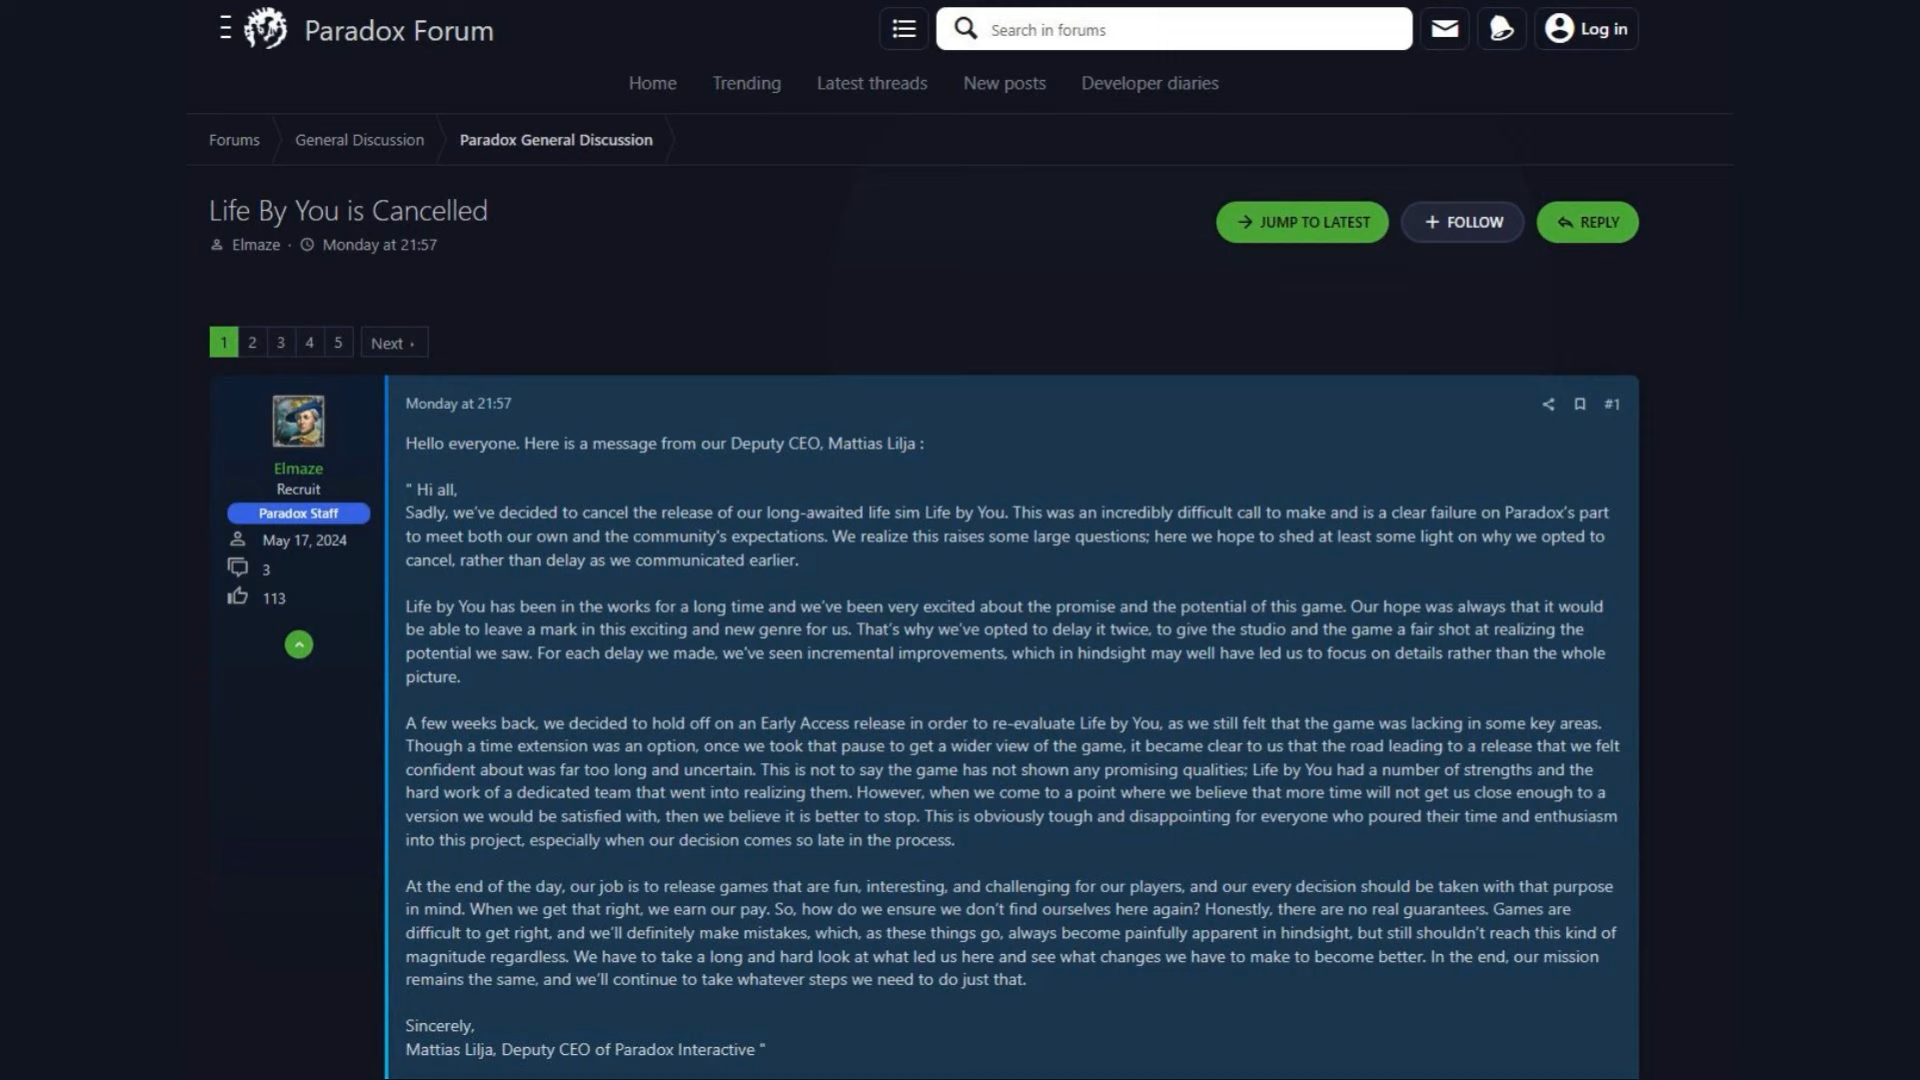 Paradox Forum
Search in forums
Log in
Home
Trending
Latest threads
New posts
Developer diaries
Forums
General Discussion
Paradox General Discussion
Life By You is Cancelled
Elmaze · Monday at 21:57
JUMP TO LATEST
+ FOLLOW
REPLY
1 2 3 4 5 Next
Elmaze
Recruit
Paradox Staff
May 17, 2024
3
113
Monday at 21:57
#1
Hello everyone. Here is a message from our Deputy CEO, Mattias Lilja :
" Hi all,
Sadly, we've decided to cancel the release of our long-awaited life sim Life by You. This was an incredibly difficult call to make and is a clear failure on Paradox's part
to meet both our own and the community's expectations. We realize this raises some large questions; here we hope to shed at least some light on why we opted to
cancel, rather than delay as we communicated earlier.
Life by You has been in the works for a long time and we've been very excited about the promise and the potential of this game. Our hope was always that it would
be able to leave a mark in this exciting and new genre for us. That's why we've opted to delay it twice, to give the studio and the game a fair shot at realizing the
potential we saw. For each delay we made, we've seen incremental improvements, which in hindsight may well have led us to focus on details rather than the whole
picture.
A few weeks back, we decided to hold off on an Early Access release in order to re-evaluate Life by You, as we still felt that the game was lacking in some key areas.
Though a time extension was an option, once we took that pause to get a wider view of the game, it became clear to us that the road leading to a release that we felt
confident about was far too long and uncertain. This is not to say the game has not shown any promising qualities; Life by You had a number of strengths and the
hard work of a dedicated team that went into realizing them. However, when we come to a point where we believe that more time will not get us close enough to a
version we would be satisfied with, then we believe it is better to stop. This is obviously tough and disappointing for everyone who poured their time and enthusiasm
into this project, especially when our decision comes so late in the process.
At the end of the day, our job is to release games that are fun, interesting, and challenging for our players, and our every decision should be taken with that purpose
in mind. When we get that right, we earn our pay. So, how do we ensure we don't find ourselves here again? Honestly, there are no real guarantees. Games are
difficult to get right, and we'll definitely make mistakes, which, as these things go, always become painfully apparent in hindsight, but still shouldn't reach this kind of
magnitude regardless. We have to take a long and hard look at what led us here and see what changes we have to make to become better. In the end, our mission
remains the same, and we'll continue to take whatever steps we need to do just that.
Sincerely,
Mattias Lilja, Deputy CEO of Paradox Interactive "